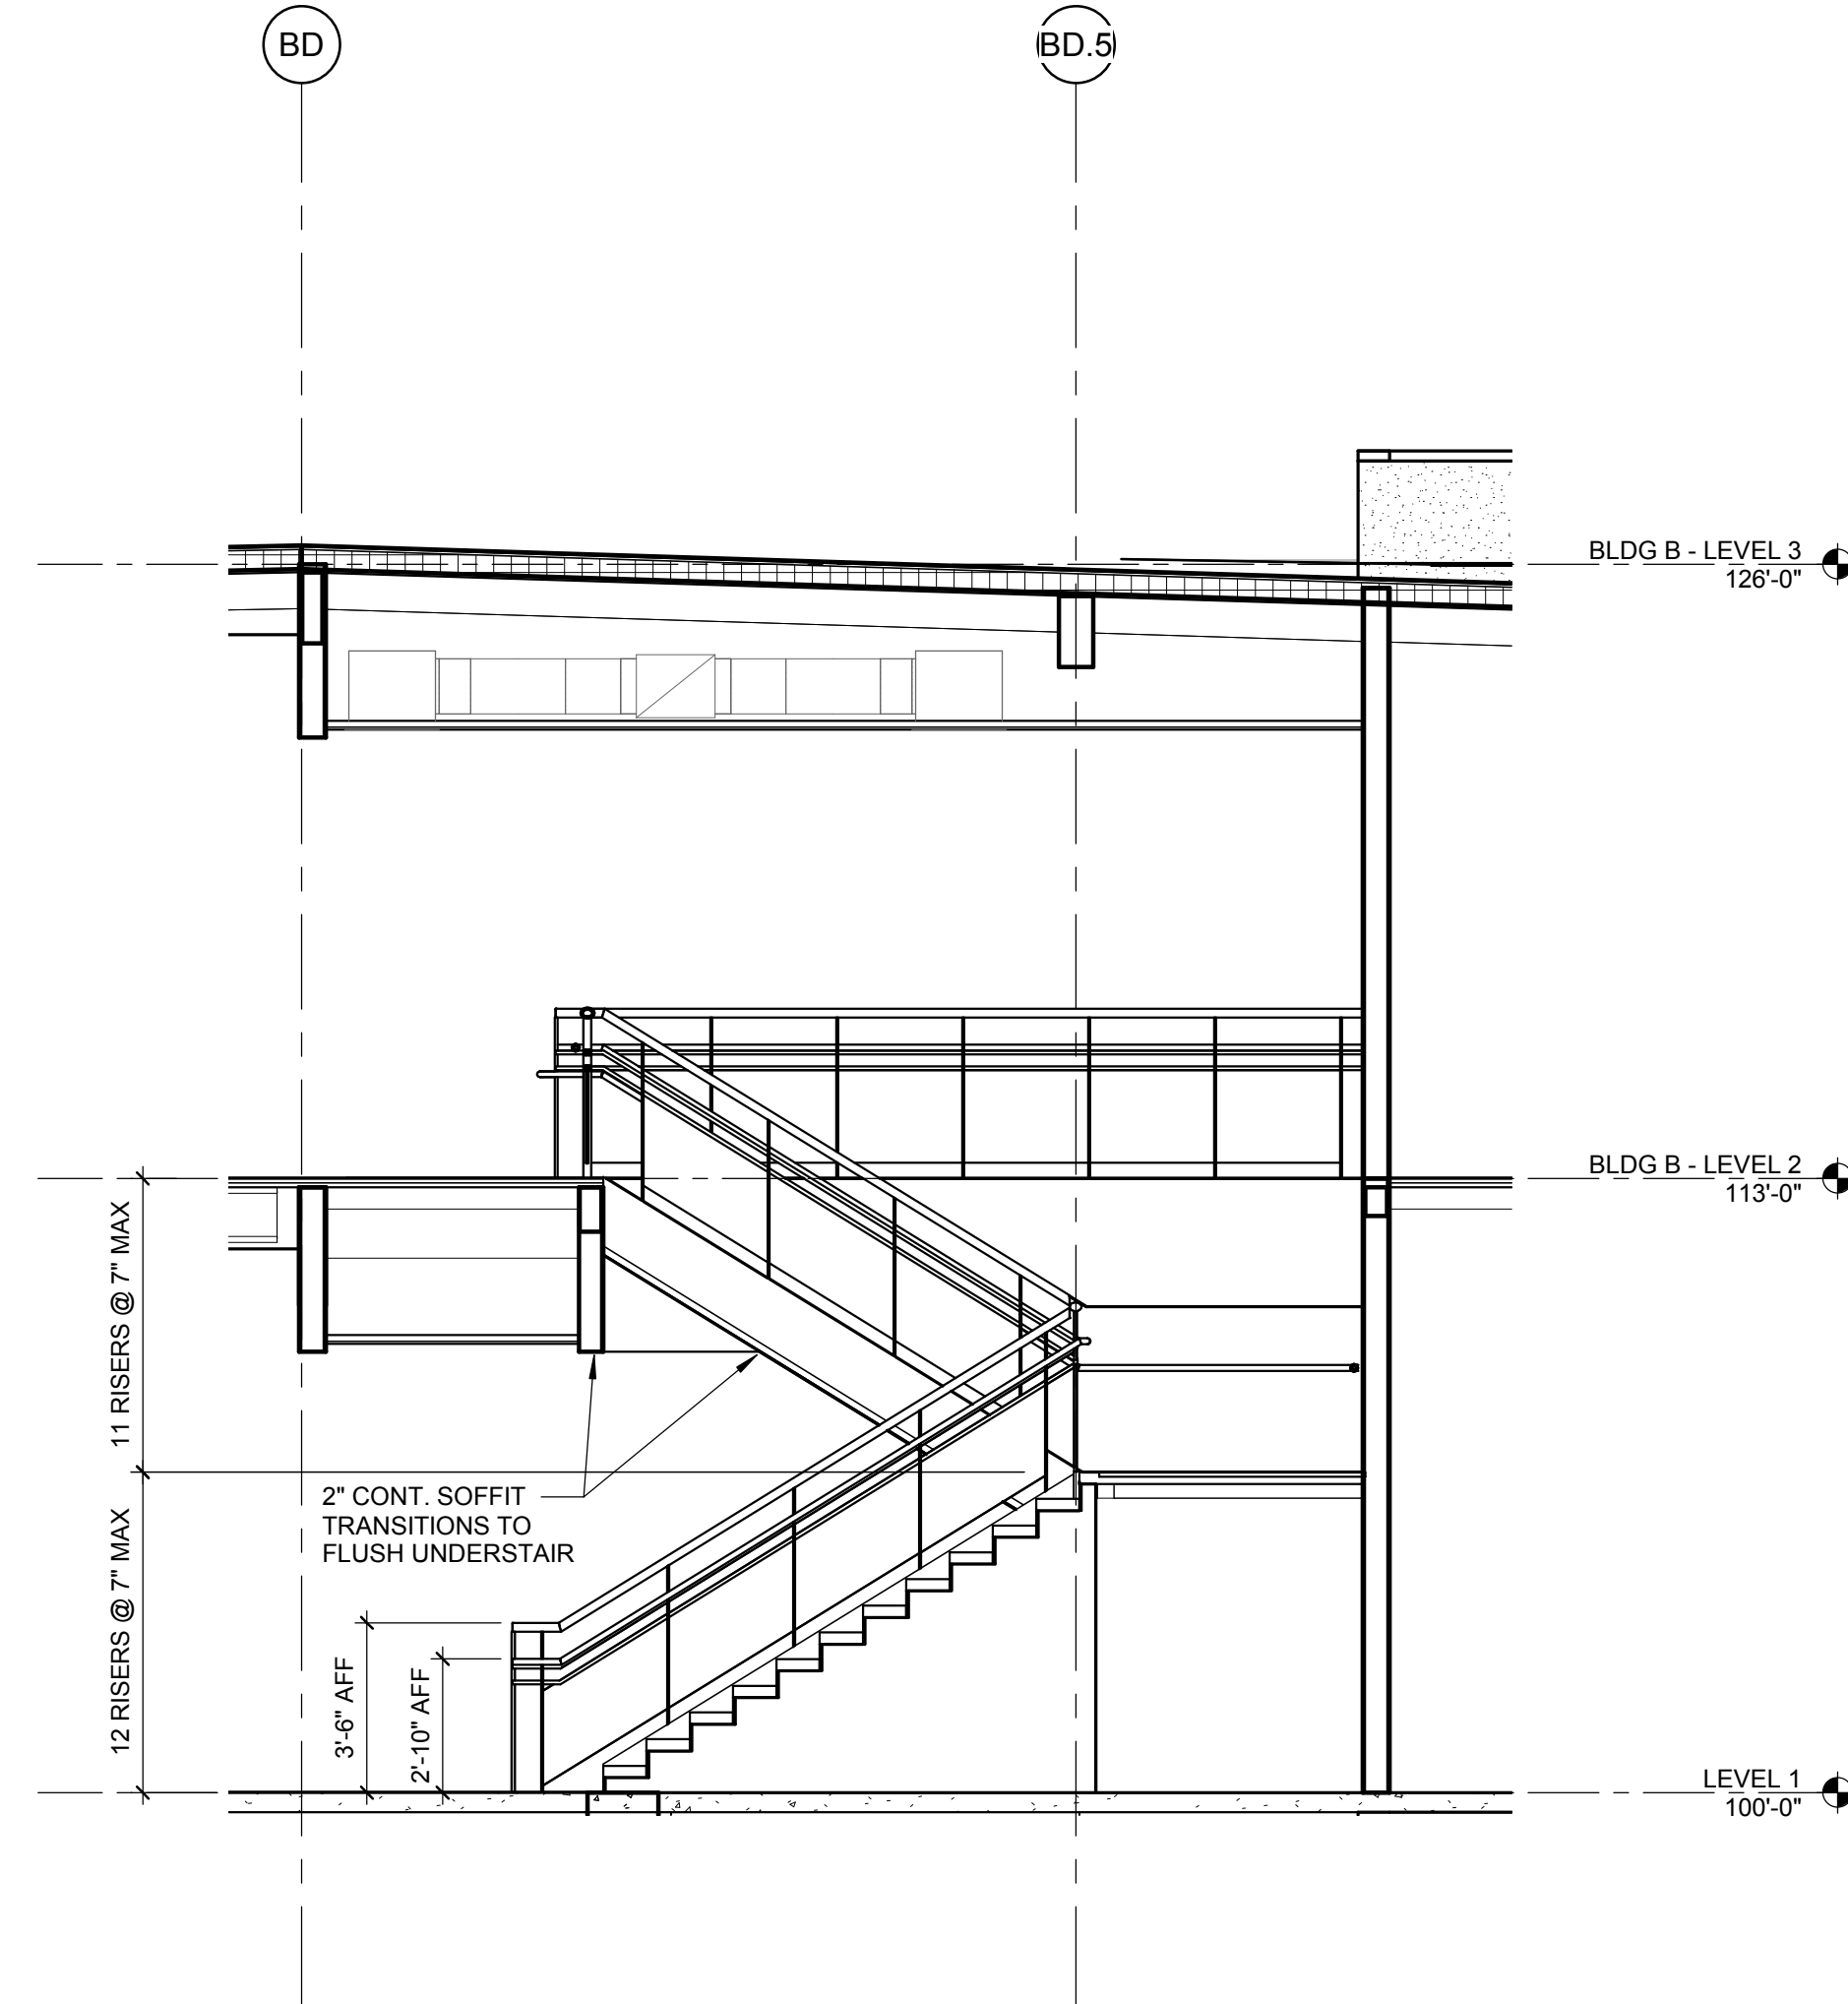 BD
BD.5
BLDG B - LEVEL 3
126'-0"
BLDG B - LEVEL 2
113'-0"
11 RISERS @ 7" MAX
2" CONT. SOFFIT
TRANSITIONS TO
FLUSH UNDERSTAIR
12 RISERS @ 7" MAX
3'-6" AFF
2'-10" AFF
LEVEL 1
100'-0"